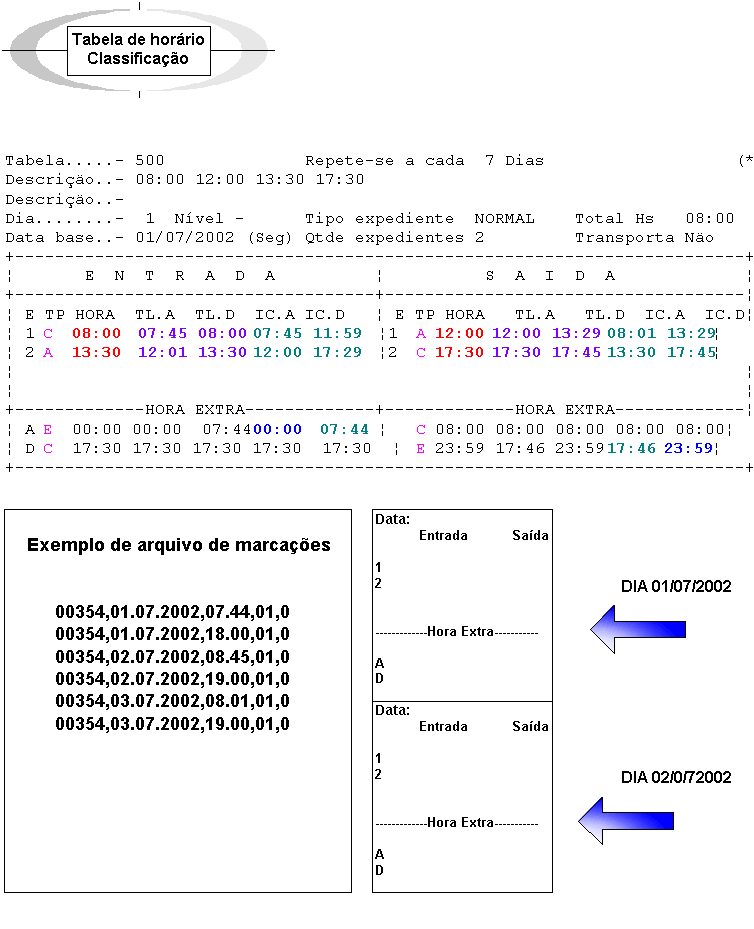 Tabela de horário
Classificação
Tabela.....- 500 Repete-se a cada 7 Dias (*
Descrição..- 08:00 12:00 13:30 17:30
Descrição..-
Dia........- 1 Nível - Tipo expediente NORMAL Total Hs 08:00
Data base..- 01/07/2002 (Seg) Qtde expedientes 2 Transporta Não
E N T R A D A S A I D A
E TP HORA TL.A TL.D IC.A IC.D E TP HORA TL.A TL.D IC.A IC.D
1 C 08:00 07:45 08:00 07:45 11:59 1 A 12:00 12:00 13:29 08:01 13:29
2 A 13:30 12:01 13:30 12:00 17:29 2 C 17:30 17:30 17:45 13:30 17:45
+-------------HORA EXTRA-------------+-------------HORA EXTRA-------------
A E 00:00 00:00 07:44 00:00 07:44 C 08:00 08:00 08:00 08:00 08:00
D C 17:30 17:30 17:30 17:30 17:30 E 23:59 17:46 23:59 17:46 23:59
Exemplo de arquivo de marcações
00354,01.07.2002,07.44,01,0
00354,01.07.2002,18.00,01,0
00354,02.07.2002,08.45,01,0
00354,02.07.2002,19.00,01,0
00354,03.07.2002,08.01,01,0
00354,03.07.2002,19.00,01,0
Data:
Entrada Saída
1
2
------------Hora Extra----------
A
D
DIA 01/07/2002
Data:
Entrada Saída
1
2
------------Hora Extra----------
A
D
DIA 02/0/72002